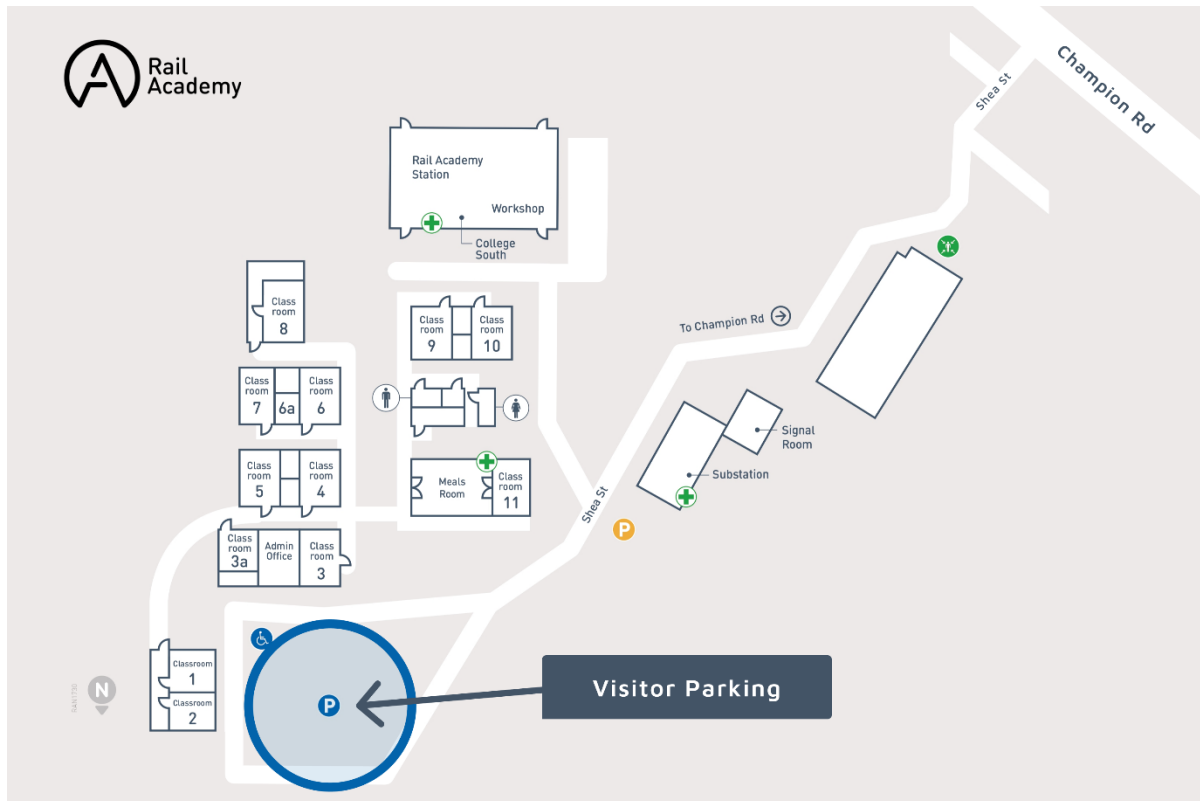 Rail
Academy
Champion Rd
Shea St
Rail Academy
Station
Workshop
College
South
Class
room
8
Class
room
9
Class
room
10
To Champion Rd
Class
room
7
6a
Class
room
6
Signal
Room
Substation
Class
room
5
Class
room
4
Meals
Room
Class
room
11
Shea St
P
Class
room
3a
Admin
Office
Class
room
3
Classroom
1
Classroom
2
N
P
Visitor Parking